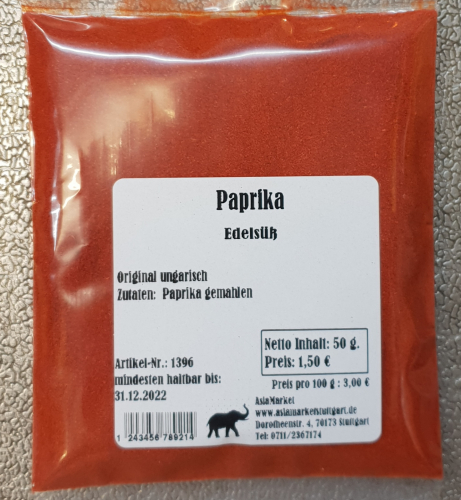 Paprika
Edelsüß
Original ungarisch
Zutaten: Paprika gemahlen
Netto Inhalt: 50 g.
Preis: 1,50 €
Preis pro 100 g : 3,00 €
Artikel-Nr.: 1396
mindesten haltbar bis:
31.12.2022
1 243456 789214
AsiaMarket
www.asiamarketstuttgart.de
Dorotheenstr. 4, 70173 Stuttgart
Tel: 0711/2367174